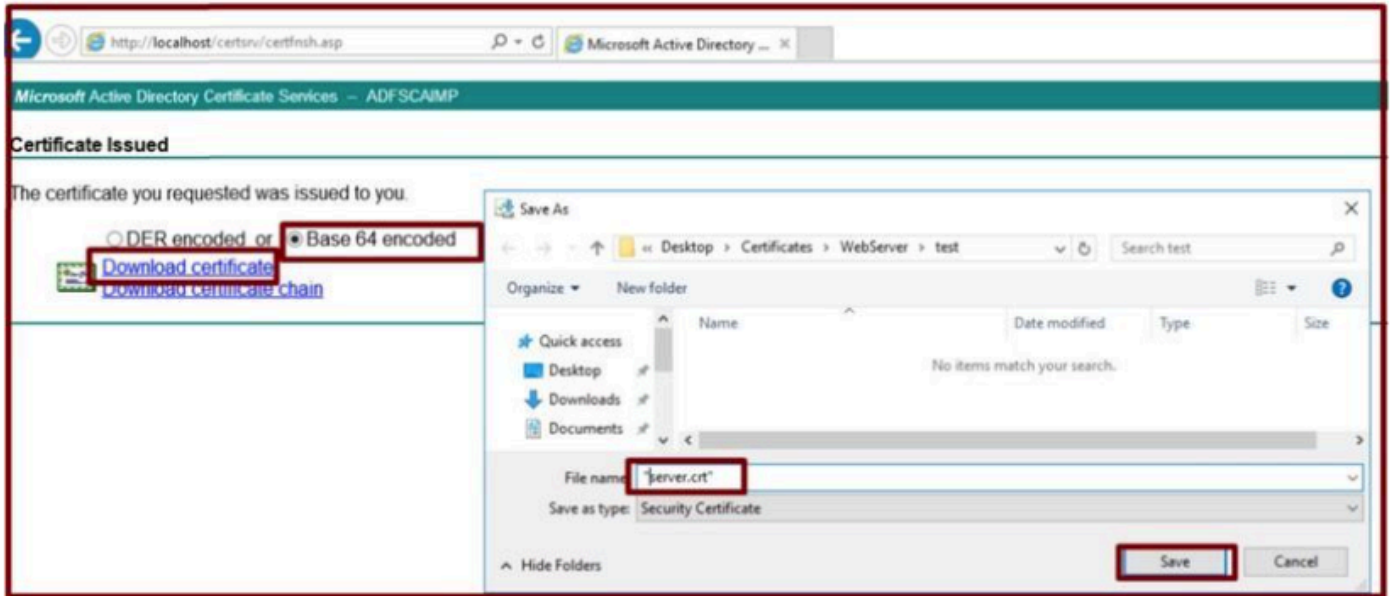 http://localhost/certsrv/certfnsh.asp
Microsoft Active Directory ...
Microsoft Active Directory Certificate Services -- ADFSCAIMP
Certificate Issued
The certificate you requested was issued to you.
DER encoded or Base 64 encoded
Download certificate
Download certificate chain
Save As
« Desktop › Certificates › WebServer › test
Search test
Organize
New folder
Name
Date modified
Type
Size
Quick access
Desktop
Downloads
Documents
No items match your search.
File name
"server.crt"
Save as type: Security Certificate
Hide Folders
Save
Cancel